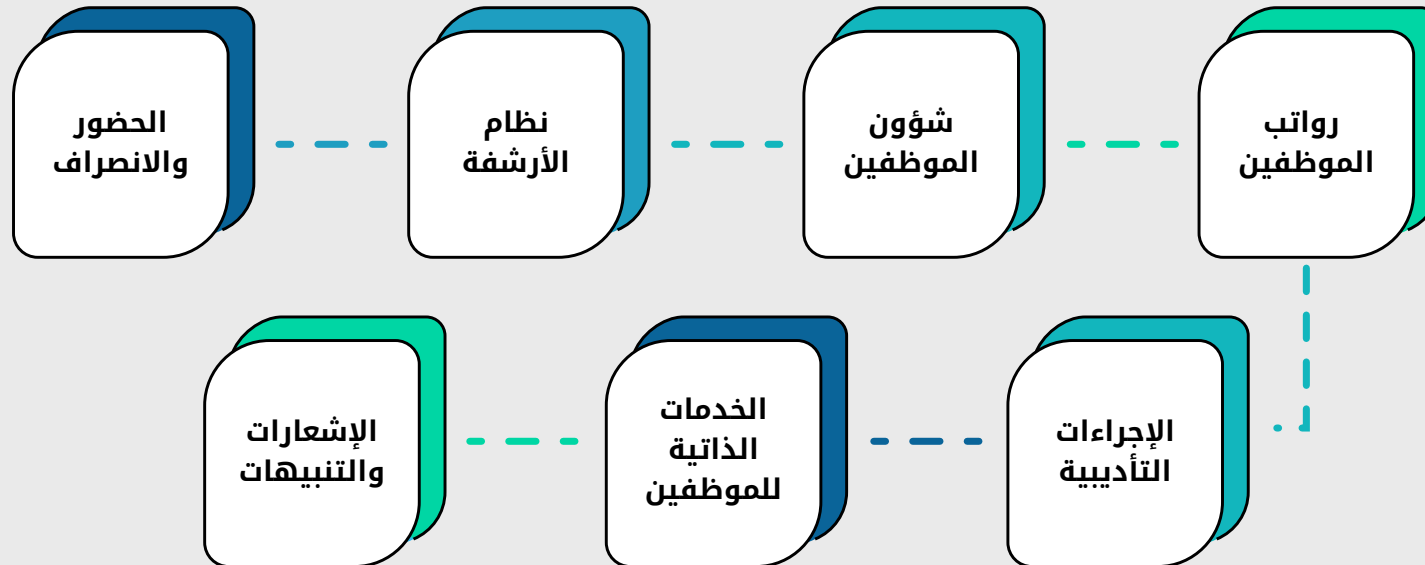 الحضور
والانصراف
نظام
الأرشفة
شؤون
الموظفين
رواتب
الموظفين
الإجراءات
التأديبية
الخدمات
الذاتية
للموظفين
الإشعارات
والتنبيهات